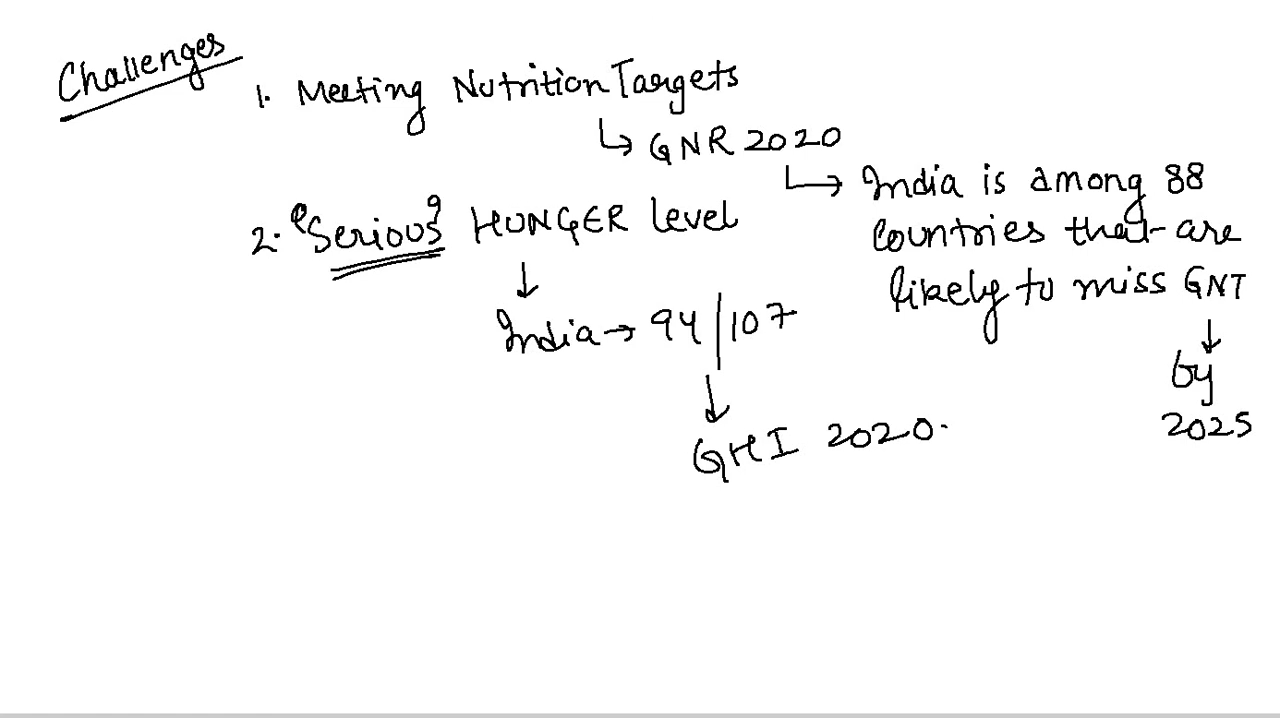 Challenges
1. Meeting Nutrition Targets
↳ GNR 2020
↳ India is among 88
countries that are
likely to miss GNT
↓
by
2025
2. "Serious" HUNGER level
↓
India → 94/107
↓
GHI 2020.